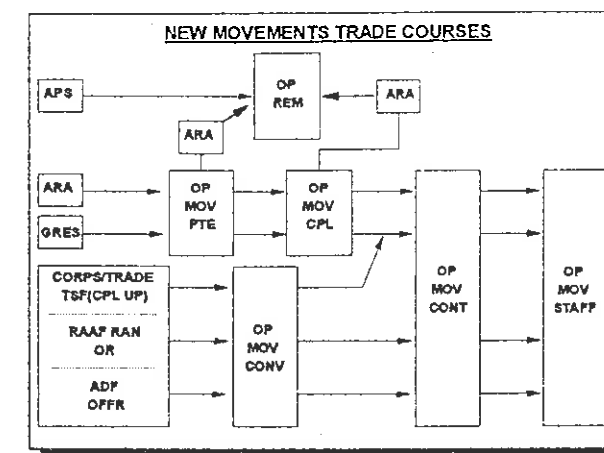 NEW MOVEMENTS TRADE COURSES
APS
OP
REM
ARA
ARA
ARA
OP
MOV
PTE
OP
MOV
CPL
GRES
CORPS/TRADE
TSF(CPL UP)
RAAF RAN
OR
ADF
OFFR
OP
MOV
CONV
OP
MOV
CONT
OP
MOV
STAFF